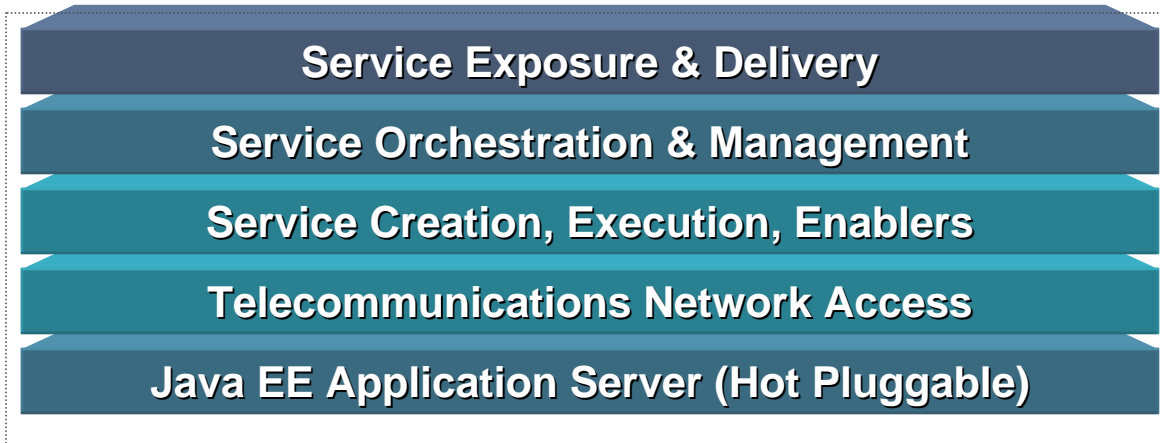 Service Exposure & Delivery
Service Orchestration & Management
Service Creation, Execution, Enablers
Telecommunications Network Access
Java EE Application Server (Hot Pluggable)